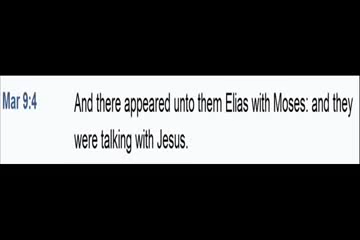 Mar 9:4 And there appeared unto them Elias with Moses: and they
were talking with Jesus.